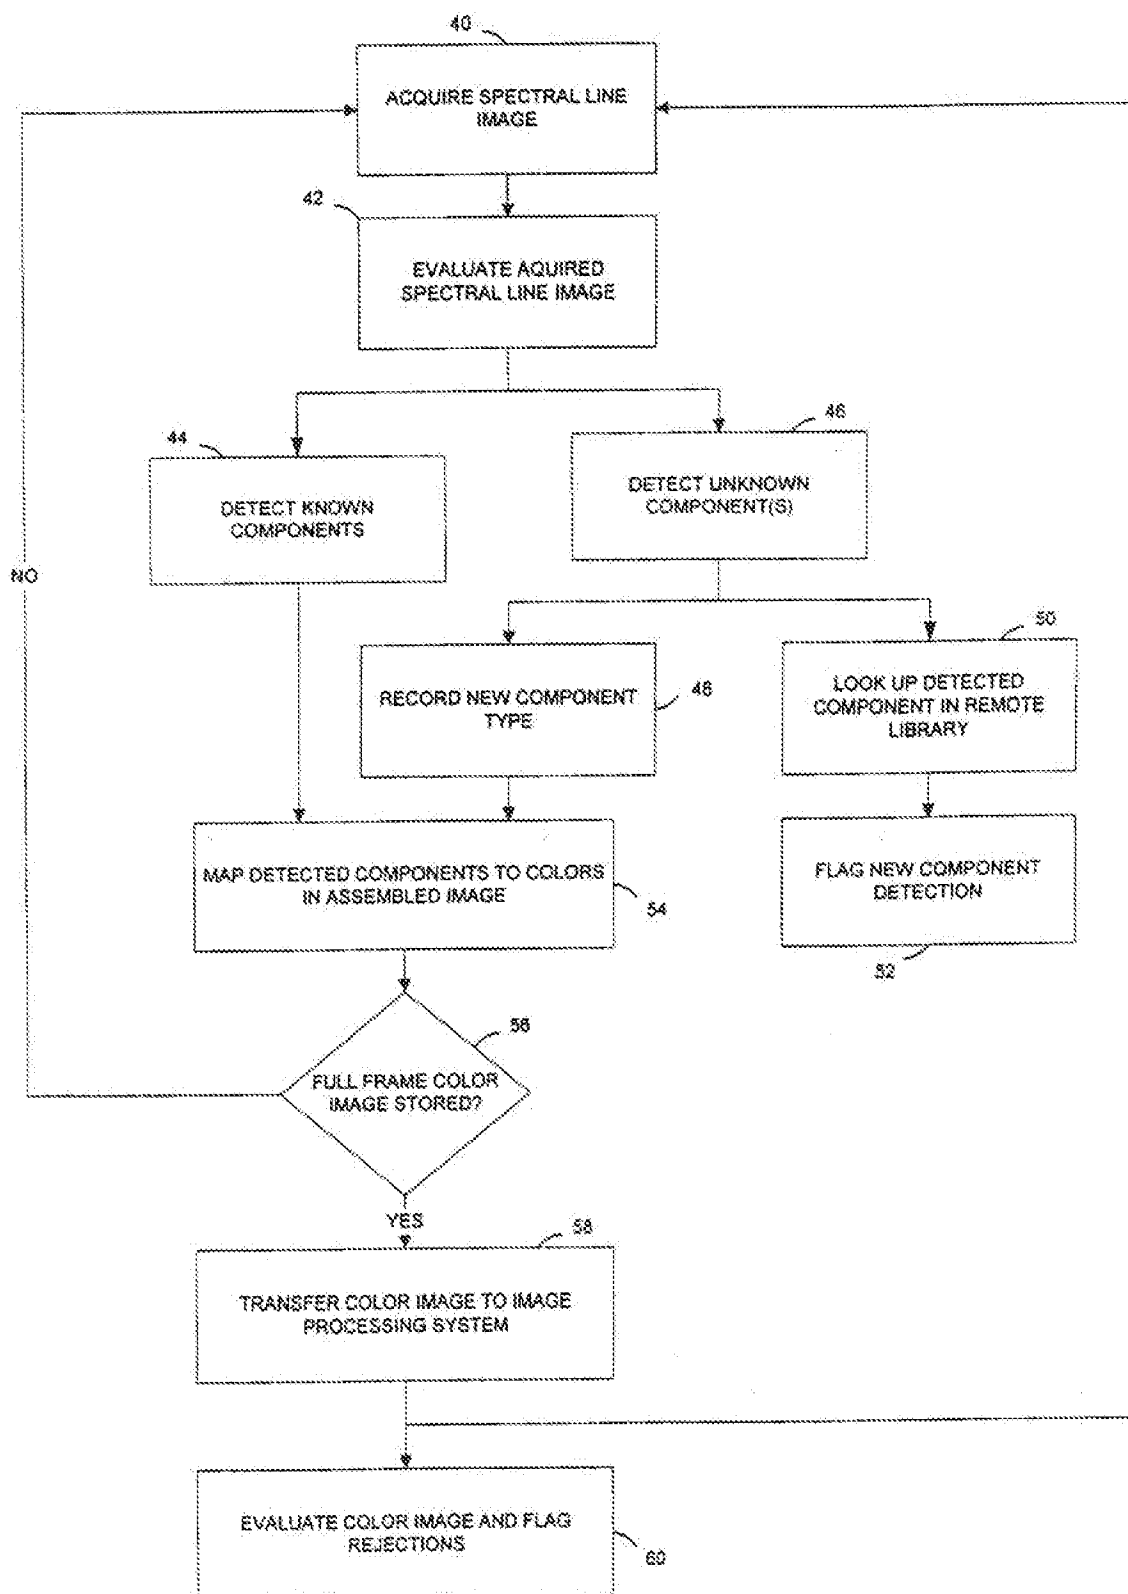 40
ACQUIRE SPECTRAL LINE
IMAGE
42
EVALUATE AQUIRED
SPECTRAL LINE IMAGE
44
DETECT KNOWN
COMPONENTS
46
DETECT UNKNOWN
COMPONENT(S)
NO
RECORD NEW COMPONENT
TYPE
48
50
LOOK UP DETECTED
COMPONENT IN REMOTE
LIBRARY
MAP DETECTED COMPONENTS TO COLORS
IN ASSEMBLED IMAGE
54
FLAG NEW COMPONENT
DETECTION
52
56
FULL FRAME COLOR
IMAGE STORED?
YES
58
TRANSFER COLOR IMAGE TO IMAGE
PROCESSING SYSTEM
EVALUATE COLOR IMAGE AND FLAG
REJECTIONS
60